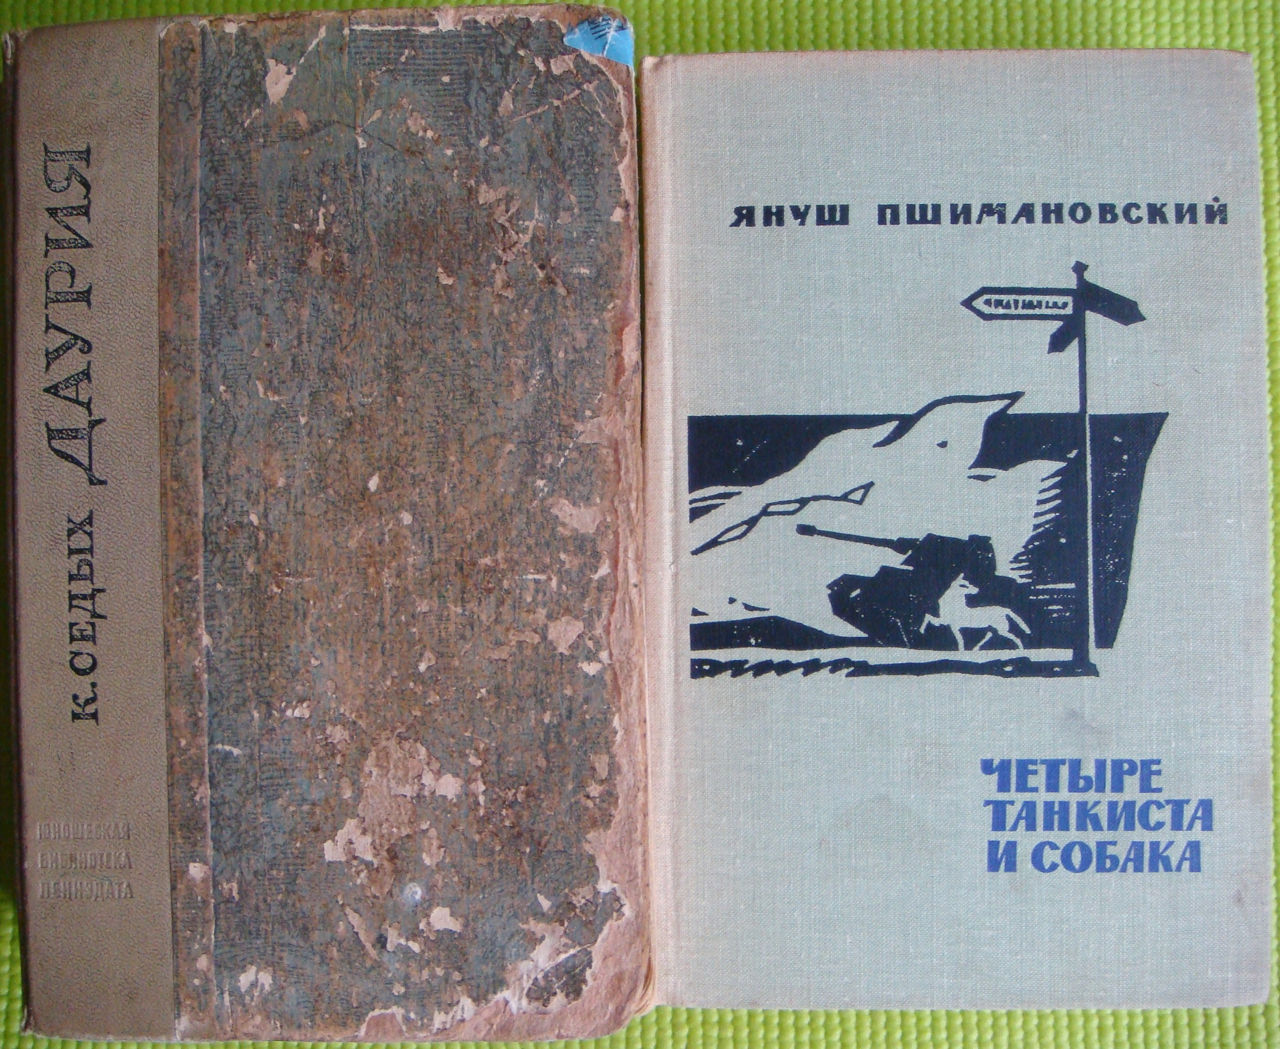 К. СЕДЫХ ДАУРИЯ
ЮНОШЕСКАЯ
БИБЛИОТЕКА
ЛЕНИЗДАТА
ЯНУШ ПШИМАНОВСКИЙ
ЧЕТЫРЕ
ТАНКИСТА
И СОБАКА